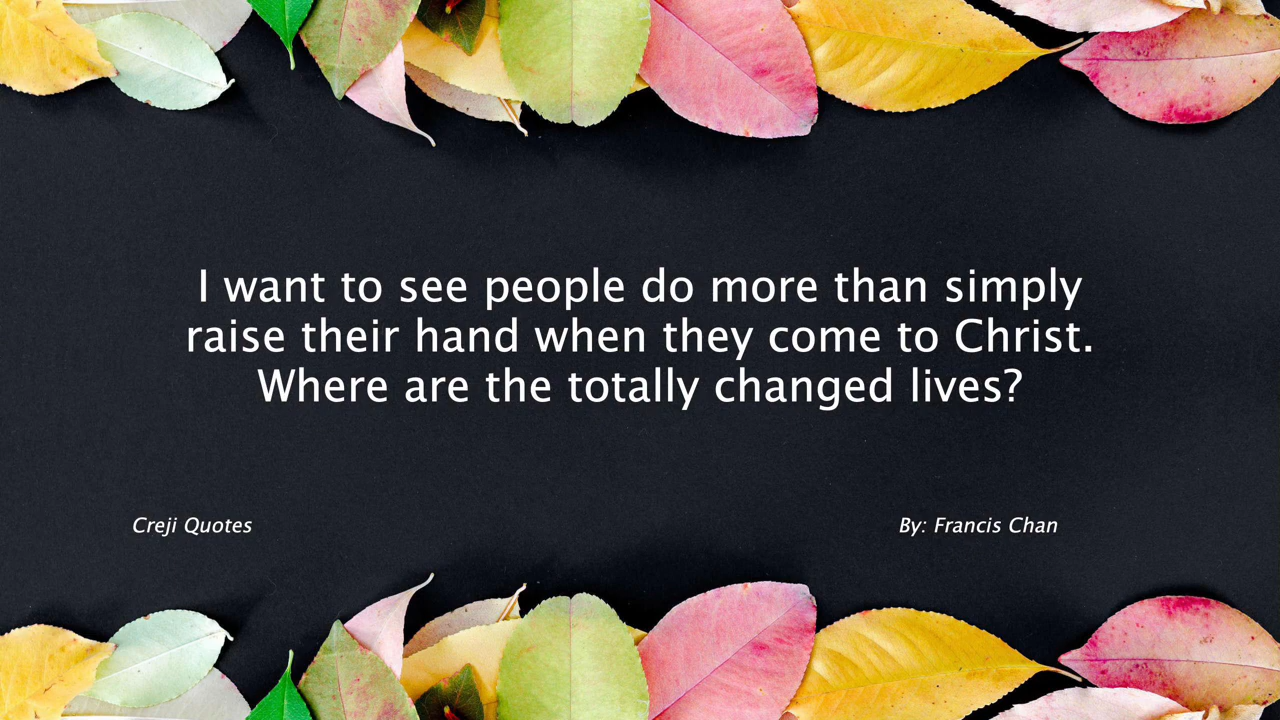 I want to see people do more than simply
raise their hand when they come to Christ.
Where are the totally changed lives?
Creji Quotes
By: Francis Chan